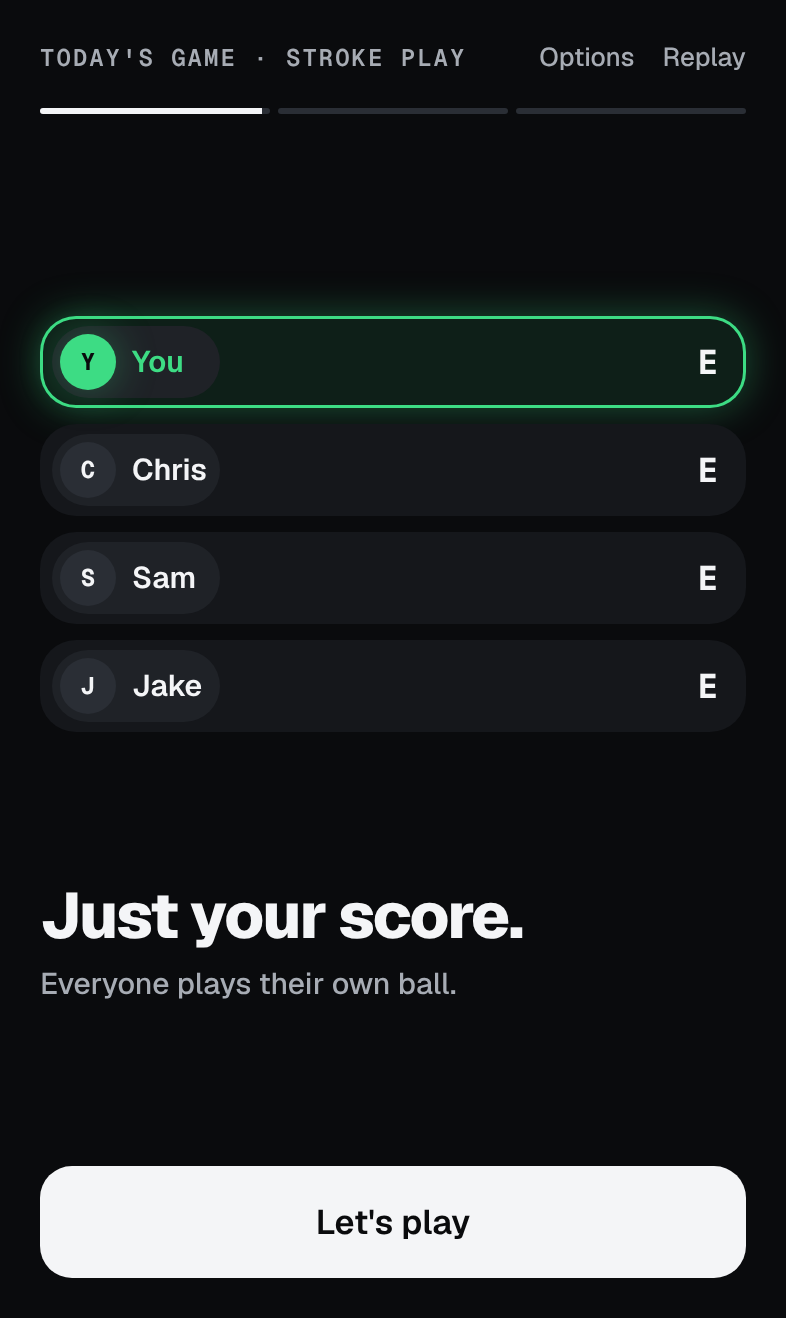 TODAY'S GAME · STROKE PLAY Options Replay
Y You E
C Chris E
S Sam E
J Jake E
Just your score.
Everyone plays their own ball.
Let's play